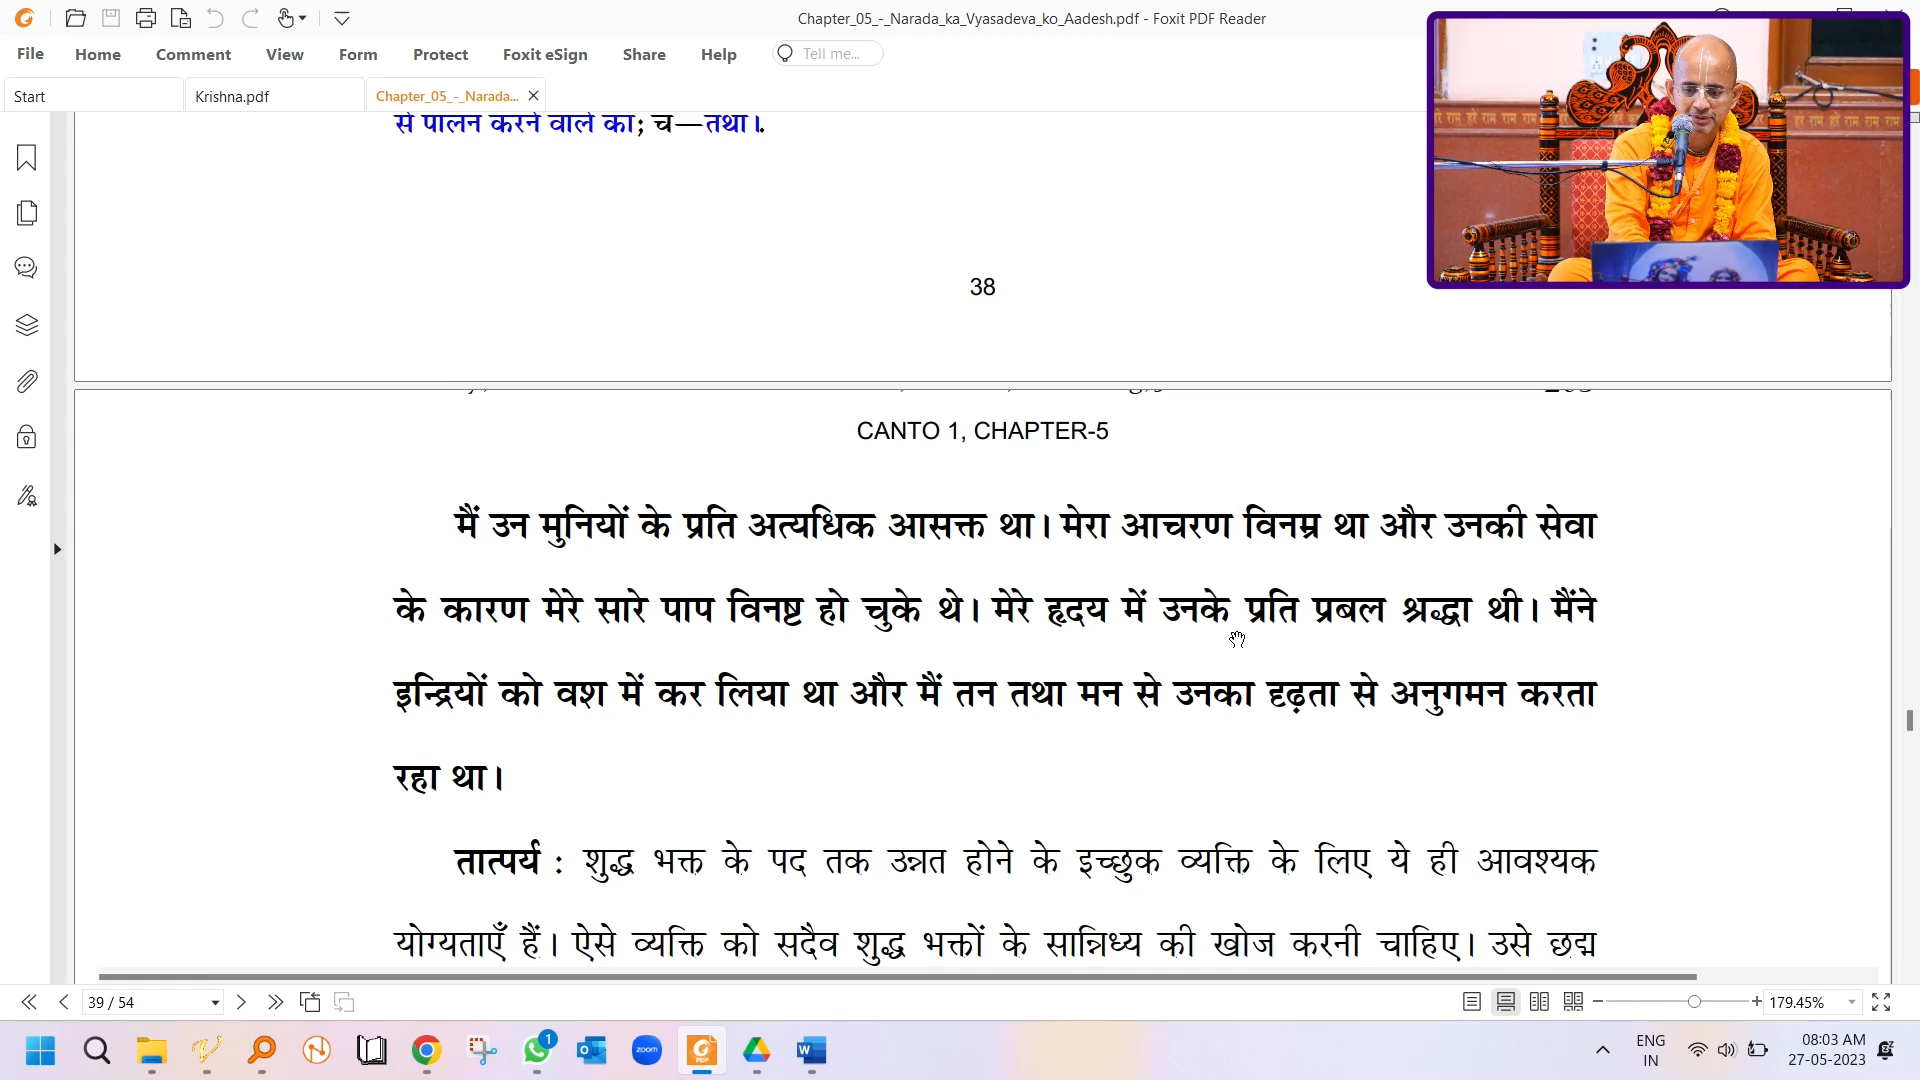 Chapter_05_-_Narada_ka_Vyasadeva_ko_Aadesh.pdf - Foxit PDF Reader
File Home Comment View Form Protect Foxit eSign Share Help Tell me...
Start Krishna.pdf Chapter_05_-_Narada...
से पालन करने वाले का; च—तथा।.
38
CANTO 1, CHAPTER-5
मैं उन मुनियों के प्रति अत्यधिक आसक्त था। मेरा आचरण विनम्र था और उनकी सेवा
के कारण मेरे सारे पाप विनष्ट हो चुके थे। मेरे हृदय में उनके प्रति प्रबल श्रद्धा थी। मैंने
इन्द्रियों को वश में कर लिया था और मैं तन तथा मन से उनका दृढ़ता से अनुगमन करता
रहा था।
तात्पर्य : शुद्ध भक्त के पद तक उन्नत होने के इच्छुक व्यक्ति के लिए ये ही आवश्यक
योग्यताएँ हैं। ऐसे व्यक्ति को सदैव शुद्ध भक्तों के सान्निध्य की खोज करनी चाहिए। उसे छद्म
39 / 54
179.45%
1
zoom
PDF
ENG
IN
08:03 AM
27-05-2023